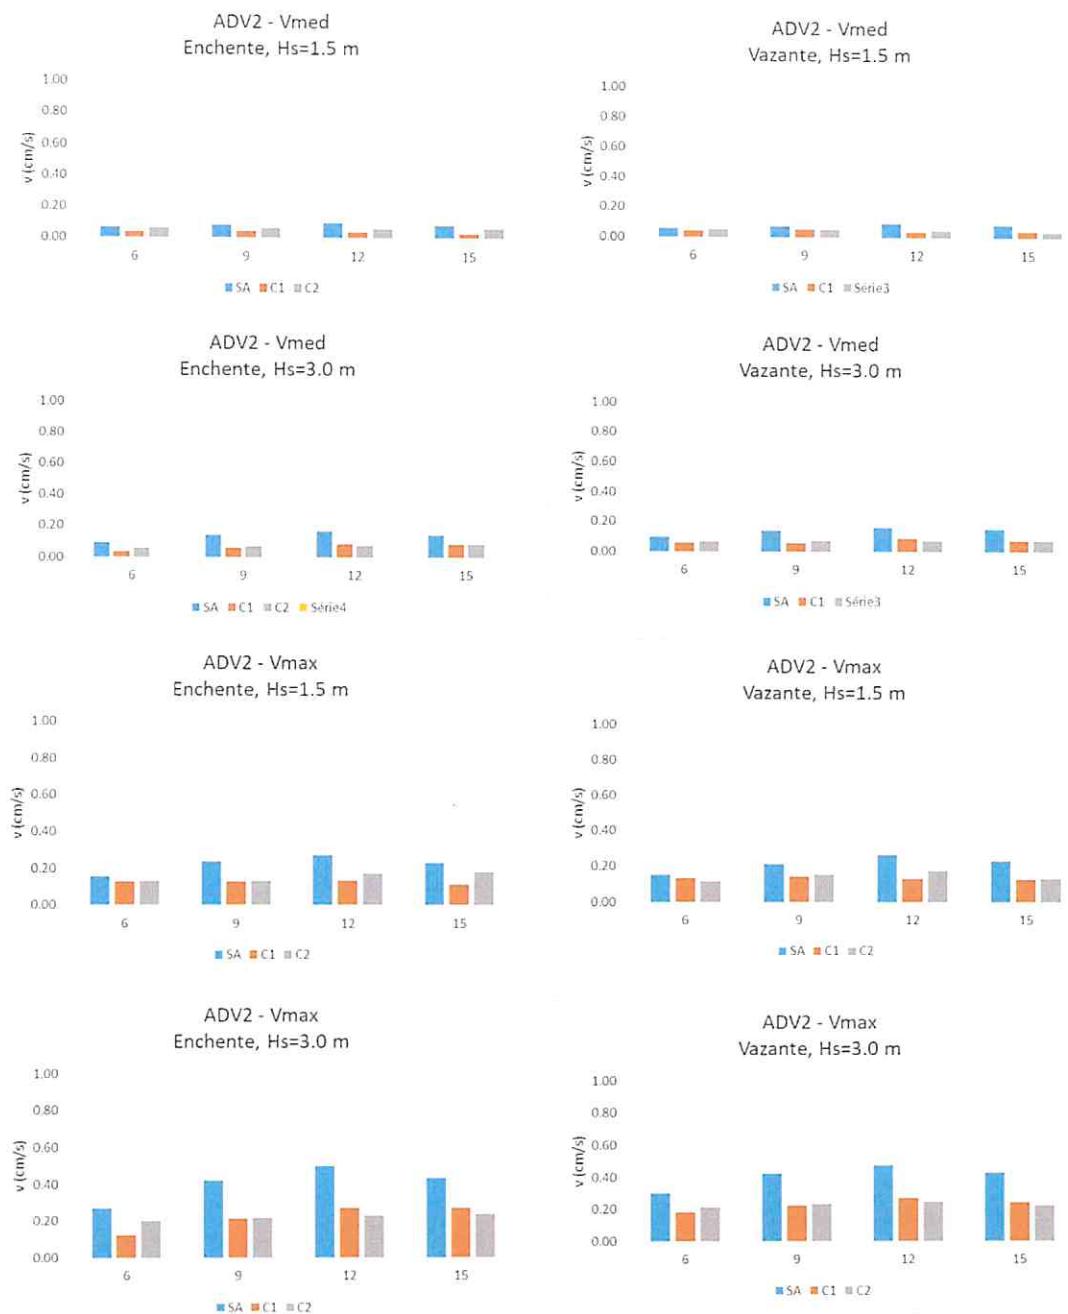 ADV2 - Vmed
Enchente, Hs=1.5 m
1.00
0.80
0.60
0.40
0.20
0.00
v (cm/s)
6 9 12 15
SA C1 C2
ADV2 - Vmed
Vazante, Hs=1.5 m
1.00
0.80
0.60
0.40
0.20
0.00
v (cm/s)
6 9 12 15
SA C1 Série3
ADV2 - Vmed
Enchente, Hs=3.0 m
1.00
0.80
0.60
0.40
0.20
0.00
v (cm/s)
6 9 12 15
SA C1 C2 Série4
ADV2 - Vmed
Vazante, Hs=3.0 m
1.00
0.80
0.60
0.40
0.20
0.00
v (cm/s)
6 9 12 15
SA C1 Série3
ADV2 - Vmax
Enchente, Hs=1.5 m
1.00
0.80
0.60
0.40
0.20
0.00
v (cm/s)
6 9 12 15
SA C1 C2
ADV2 - Vmax
Vazante, Hs=1.5 m
1.00
0.80
0.60
0.40
0.20
0.00
v (cm/s)
6 9 12 15
SA C1 C2
ADV2 - Vmax
Enchente, Hs=3.0 m
1.00
0.80
0.60
0.40
0.20
0.00
v (cm/s)
6 9 12 15
SA C1 C2
ADV2 - Vmax
Vazante, Hs=3.0 m
1.00
0.80
0.60
0.40
0.20
0.00
v (cm/s)
6 9 12 15
SA C1 C2